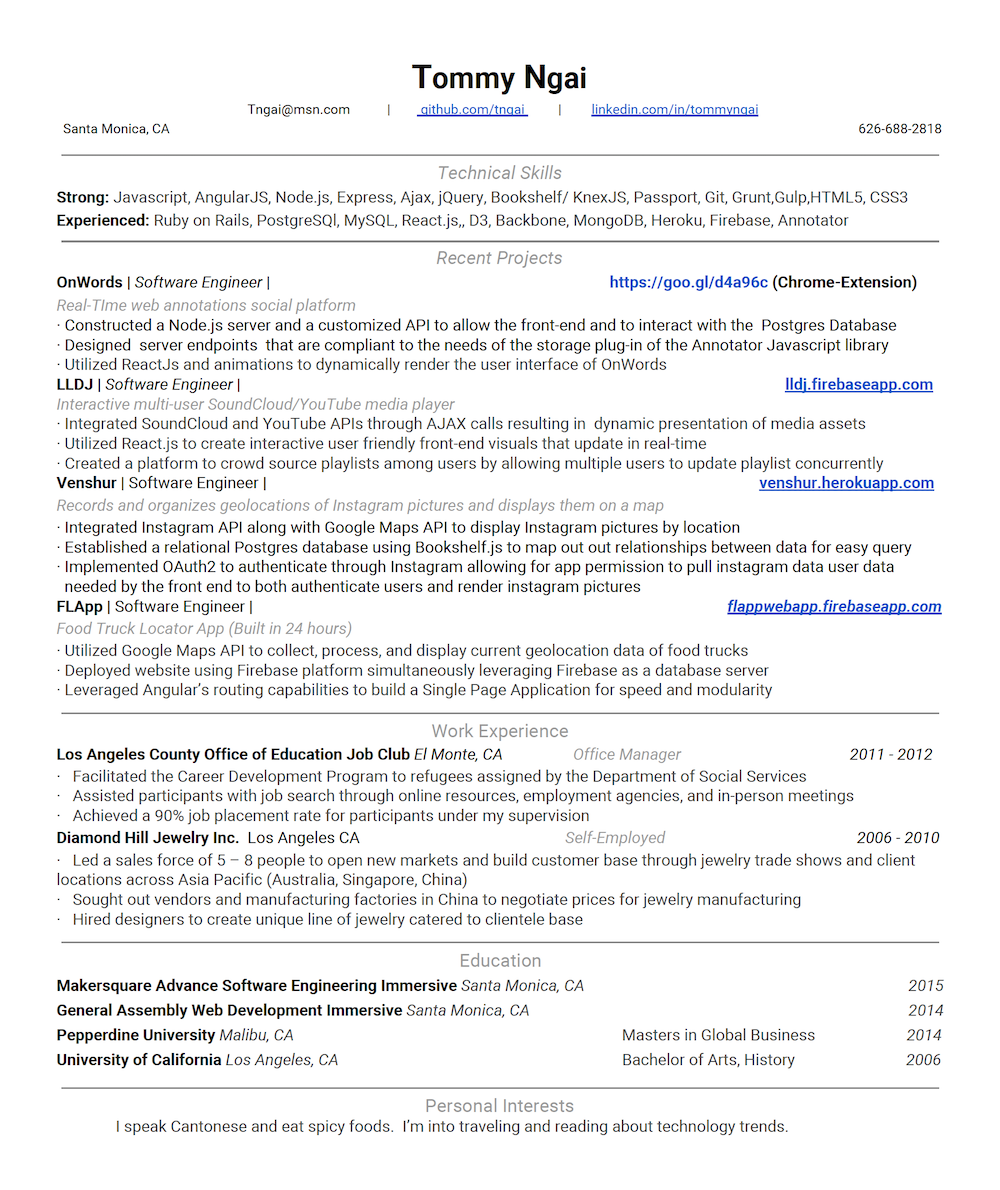 Tommy Ngai
Tngai@msn.com | github.com/tngai | linkedin.com/in/tommyngai
Santa Monica, CA 626-688-2818
Technical Skills
Strong: Javascript, AngularJS, Node.js, Express, Ajax, jQuery, Bookshelf/ KnexJS, Passport, Git, Grunt,Gulp,HTML5, CSS3
Experienced: Ruby on Rails, PostgreSQl, MySQL, React.js,, D3, Backbone, MongoDB, Heroku, Firebase, Annotator
Recent Projects
OnWords | Software Engineer | https://goo.gl/d4a96c (Chrome-Extension)
Real-TIme web annotations social platform
· Constructed a Node.js server and a customized API to allow the front-end and to interact with the Postgres Database
· Designed server endpoints that are compliant to the needs of the storage plug-in of the Annotator Javascript library
· Utilized ReactJs and animations to dynamically render the user interface of OnWords
LLDJ | Software Engineer | lldj.firebaseapp.com
Interactive multi-user SoundCloud/YouTube media player
· Integrated SoundCloud and YouTube APIs through AJAX calls resulting in dynamic presentation of media assets
· Utilized React.js to create interactive user friendly front-end visuals that update in real-time
· Created a platform to crowd source playlists among users by allowing multiple users to update playlist concurrently
Venshur | Software Engineer | venshur.herokuapp.com
Records and organizes geolocations of Instagram pictures and displays them on a map
· Integrated Instagram API along with Google Maps API to display Instagram pictures by location
· Established a relational Postgres database using Bookshelf.js to map out out relationships between data for easy query
· Implemented OAuth2 to authenticate through Instagram allowing for app permission to pull instagram data user data
needed by the front end to both authenticate users and render instagram pictures
FLApp | Software Engineer | flappwebapp.firebaseapp.com
Food Truck Locator App (Built in 24 hours)
· Utilized Google Maps API to collect, process, and display current geolocation data of food trucks
· Deployed website using Firebase platform simultaneously leveraging Firebase as a database server
· Leveraged Angular’s routing capabilities to build a Single Page Application for speed and modularity
Work Experience
Los Angeles County Office of Education Job Club El Monte, CA Office Manager 2011 - 2012
· Facilitated the Career Development Program to refugees assigned by the Department of Social Services
· Assisted participants with job search through online resources, employment agencies, and in-person meetings
· Achieved a 90% job placement rate for participants under my supervision
Diamond Hill Jewelry Inc. Los Angeles CA Self-Employed 2006 - 2010
· Led a sales force of 5 – 8 people to open new markets and build customer base through jewelry trade shows and client
locations across Asia Pacific (Australia, Singapore, China)
· Sought out vendors and manufacturing factories in China to negotiate prices for jewelry manufacturing
· Hired designers to create unique line of jewelry catered to clientele base
Education
Makersquare Advance Software Engineering Immersive Santa Monica, CA 2015
General Assembly Web Development Immersive Santa Monica, CA 2014
Pepperdine University Malibu, CA Masters in Global Business 2014
University of California Los Angeles, CA Bachelor of Arts, History 2006
Personal Interests
I speak Cantonese and eat spicy foods. I’m into traveling and reading about technology trends.